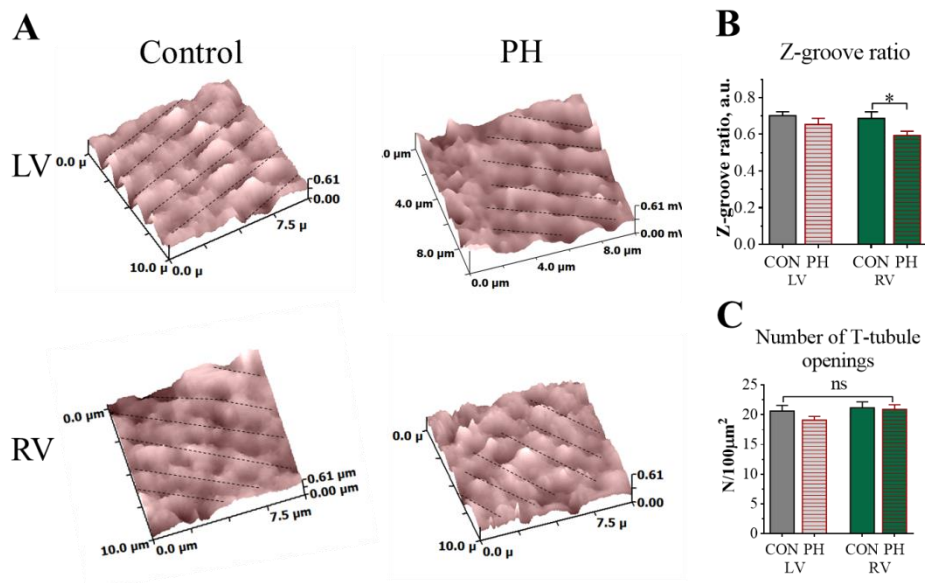 A
Control
PH
LV
0.0 µ
0.61
0.00
7.5 µ
10.0 µ
0.0 µ
.0 µm
4.0 µm
8.0 µm
0.61 mV
0.00 mV
8.0 µm
4.0 µm
0.0 µm
RV
0.0 µm
0.61 µm
0.00 µm
7.5 µm
10.0 µm
0.0 µm
0.0 µ
0.61
0.00
7.5 µ
10.0 µ
0.0 µ
B
Z-groove ratio
Z-groove ratio, a.u.
0.8
0.6
0.4
0.2
0.0
*
CON PH CON PH
LV RV
C
Number of T-tubule
openings
ns
N/100µm²
25
20
15
10
5
0
CON PH CON PH
LV RV